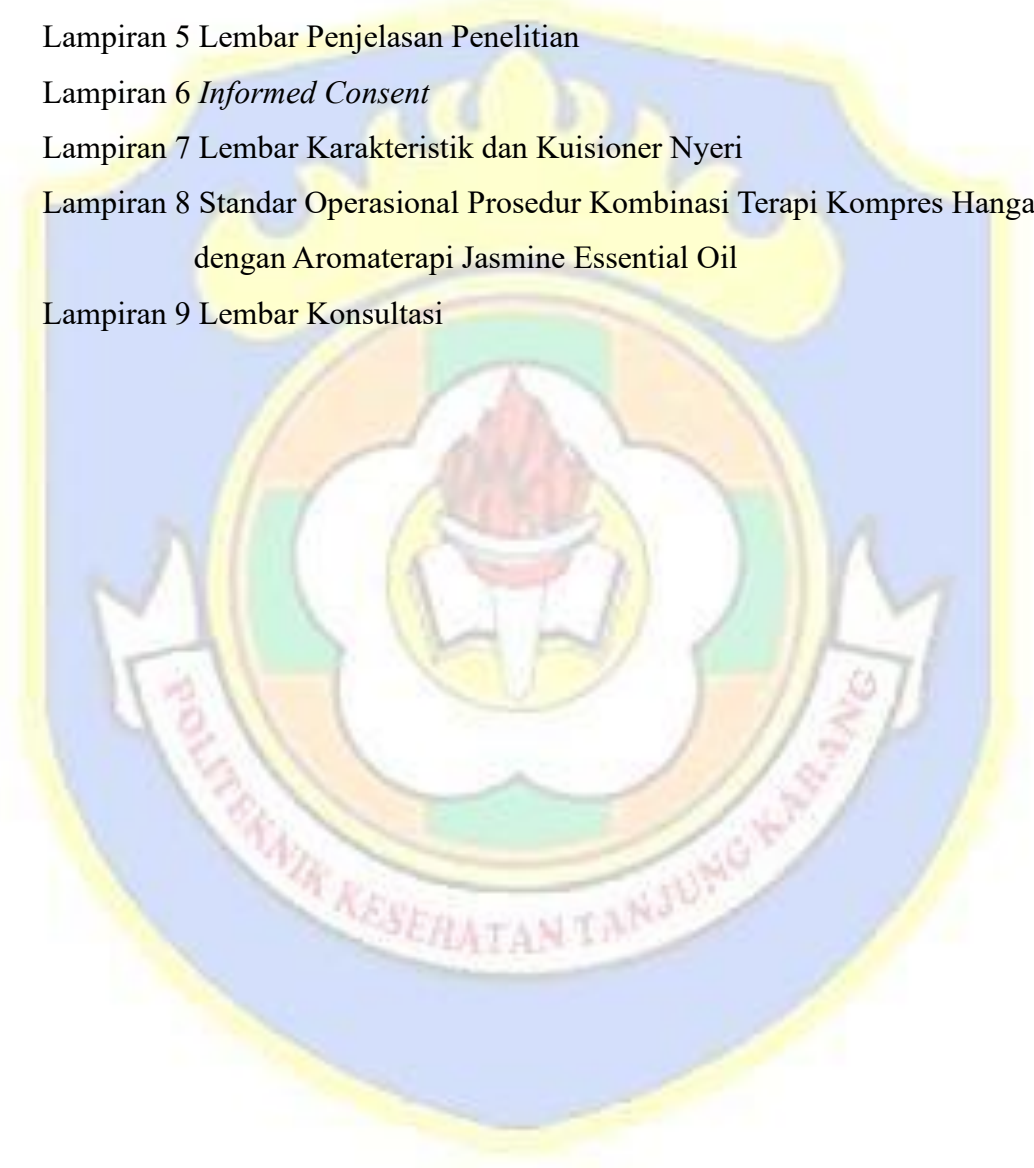 Lampiran 5 Lembar Penjelasan Penelitian
Lampiran 6 Informed Consent
Lampiran 7 Lembar Karakteristik dan Kuisioner Nyeri
Lampiran 8 Standar Operasional Prosedur Kombinasi Terapi Kompres Hanga
dengan Aromaterapi Jasmine Essential Oil
Lampiran 9 Lembar Konsultasi
POLITEKNIK KESEHATAN TANJUNG KARANG